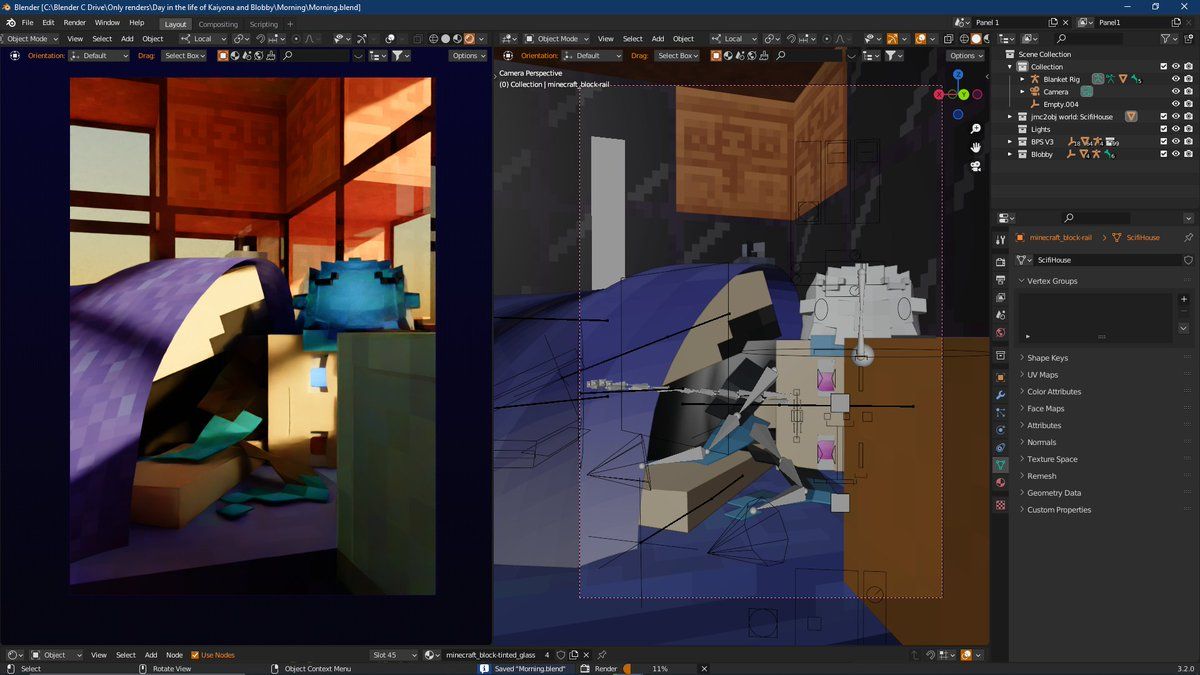 Blender [C:\Blender C Drive\Only renders\Day in the life of Kaiyona and Blobby\Morning\Morning.blend]
File Edit Render Window Help Layout Compositing Scripting Panel 1 Panel1
Object Mode View Select Add Object Local Object Mode View Select Add Object Local
Orientation: Default Drag: Select Box Options Orientation: Default Drag: Select Box Options
Camera Perspective
(0) Collection | minecraft_block-rail
Z
X
Y
Scene Collection
Collection
Blanket Rig 5
Camera
Empty.004
jmc2obj world: ScifiHouse
Lights
BPS V3
Blobby
minecraft_block-rail ScifiHouse
ScifiHouse
Vertex Groups
Shape Keys
UV Maps
Color Attributes
Face Maps
Attributes
Normals
Texture Space
Remesh
Geometry Data
Custom Properties
Object View Select Add Node Use Nodes Slot 45 minecraft_block-tinted_glass 4
Select Rotate View Object Context Menu Saved "Morning.blend" Render 11% 3.2.0